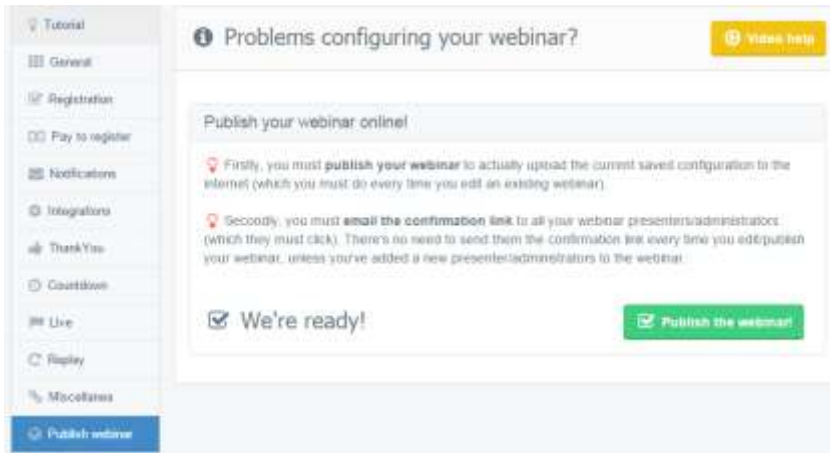 Tutorial
General
Registration
Pay to register
Notifications
Integrations
ThankYou
Countdown
Live
Replay
Miscellanea
Publish webinar
Problems configuring your webinar?
Video help
Publish your webinar online!
Firstly, you must publish your webinar to actually upload the current saved configuration to the
internet (which you must do every time you edit an existing webinar).
Secondly, you must email the confirmation link to all your webinar presenters/administrators
(which they must click). There's no need to send them the confirmation link every time you edit/publish
your webinar, unless you've added a new presenter/administrators to the webinar.
We're ready!
Publish the webinar!